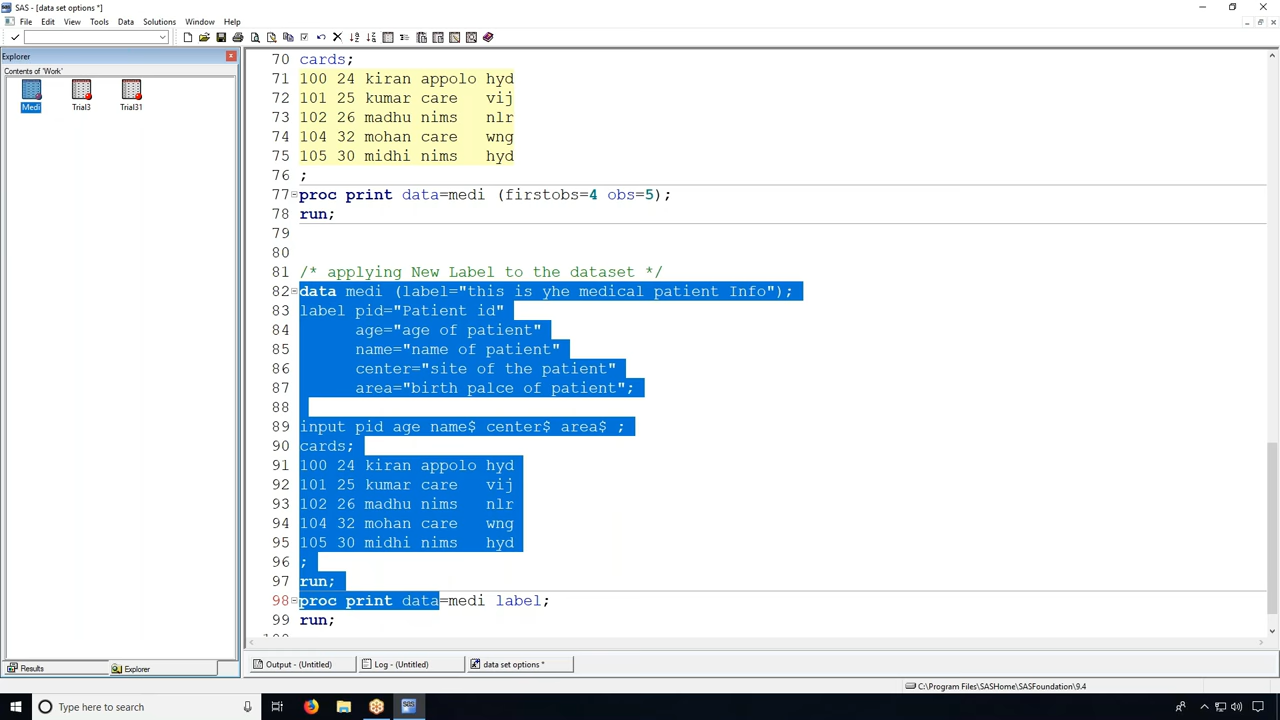 SAS - [data set options *]
File Edit View Tools Data Solutions Window Help
Explorer
Contents of 'Work'
Medi Trial3 Trial31
70 cards;
71 100 24 kiran appolo hyd
72 101 25 kumar care vij
73 102 26 madhu nims nlr
74 104 32 mohan care wng
75 105 30 midhi nims hyd
76 ;
77 proc print data=medi (firstobs=4 obs=5);
78 run;
79
80
81 /* applying New Label to the dataset */
82 data medi (label="this is yhe medical patient Info");
83 label pid="Patient id"
84 age="age of patient"
85 name="name of patient"
86 center="site of the patient"
87 area="birth palce of patient";
88
89 input pid age name$ center$ area$ ;
90 cards;
91 100 24 kiran appolo hyd
92 101 25 kumar care vij
93 102 26 madhu nims nlr
94 104 32 mohan care wng
95 105 30 midhi nims hyd
96 ;
97 run;
98 proc print data=medi label;
99 run;
Results Explorer
Output - (Untitled) Log - (Untitled) data set options *
C:\Program Files\SASHome\SASFoundation\9.4
Type here to search